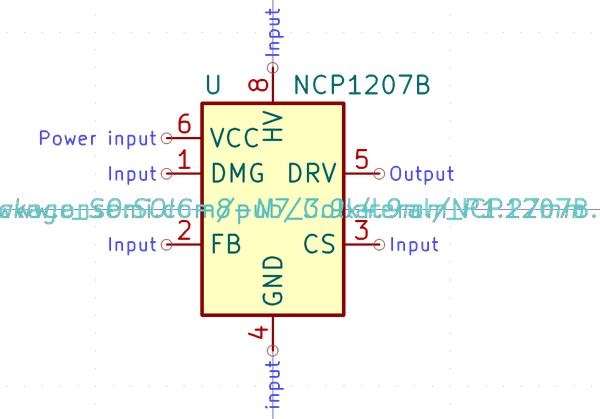 Input
8
U NCP1207B
HV
6
Power input VCC
1 5
Input DMG DRV Output
2 3
Input FB CS Input
GND
4
input